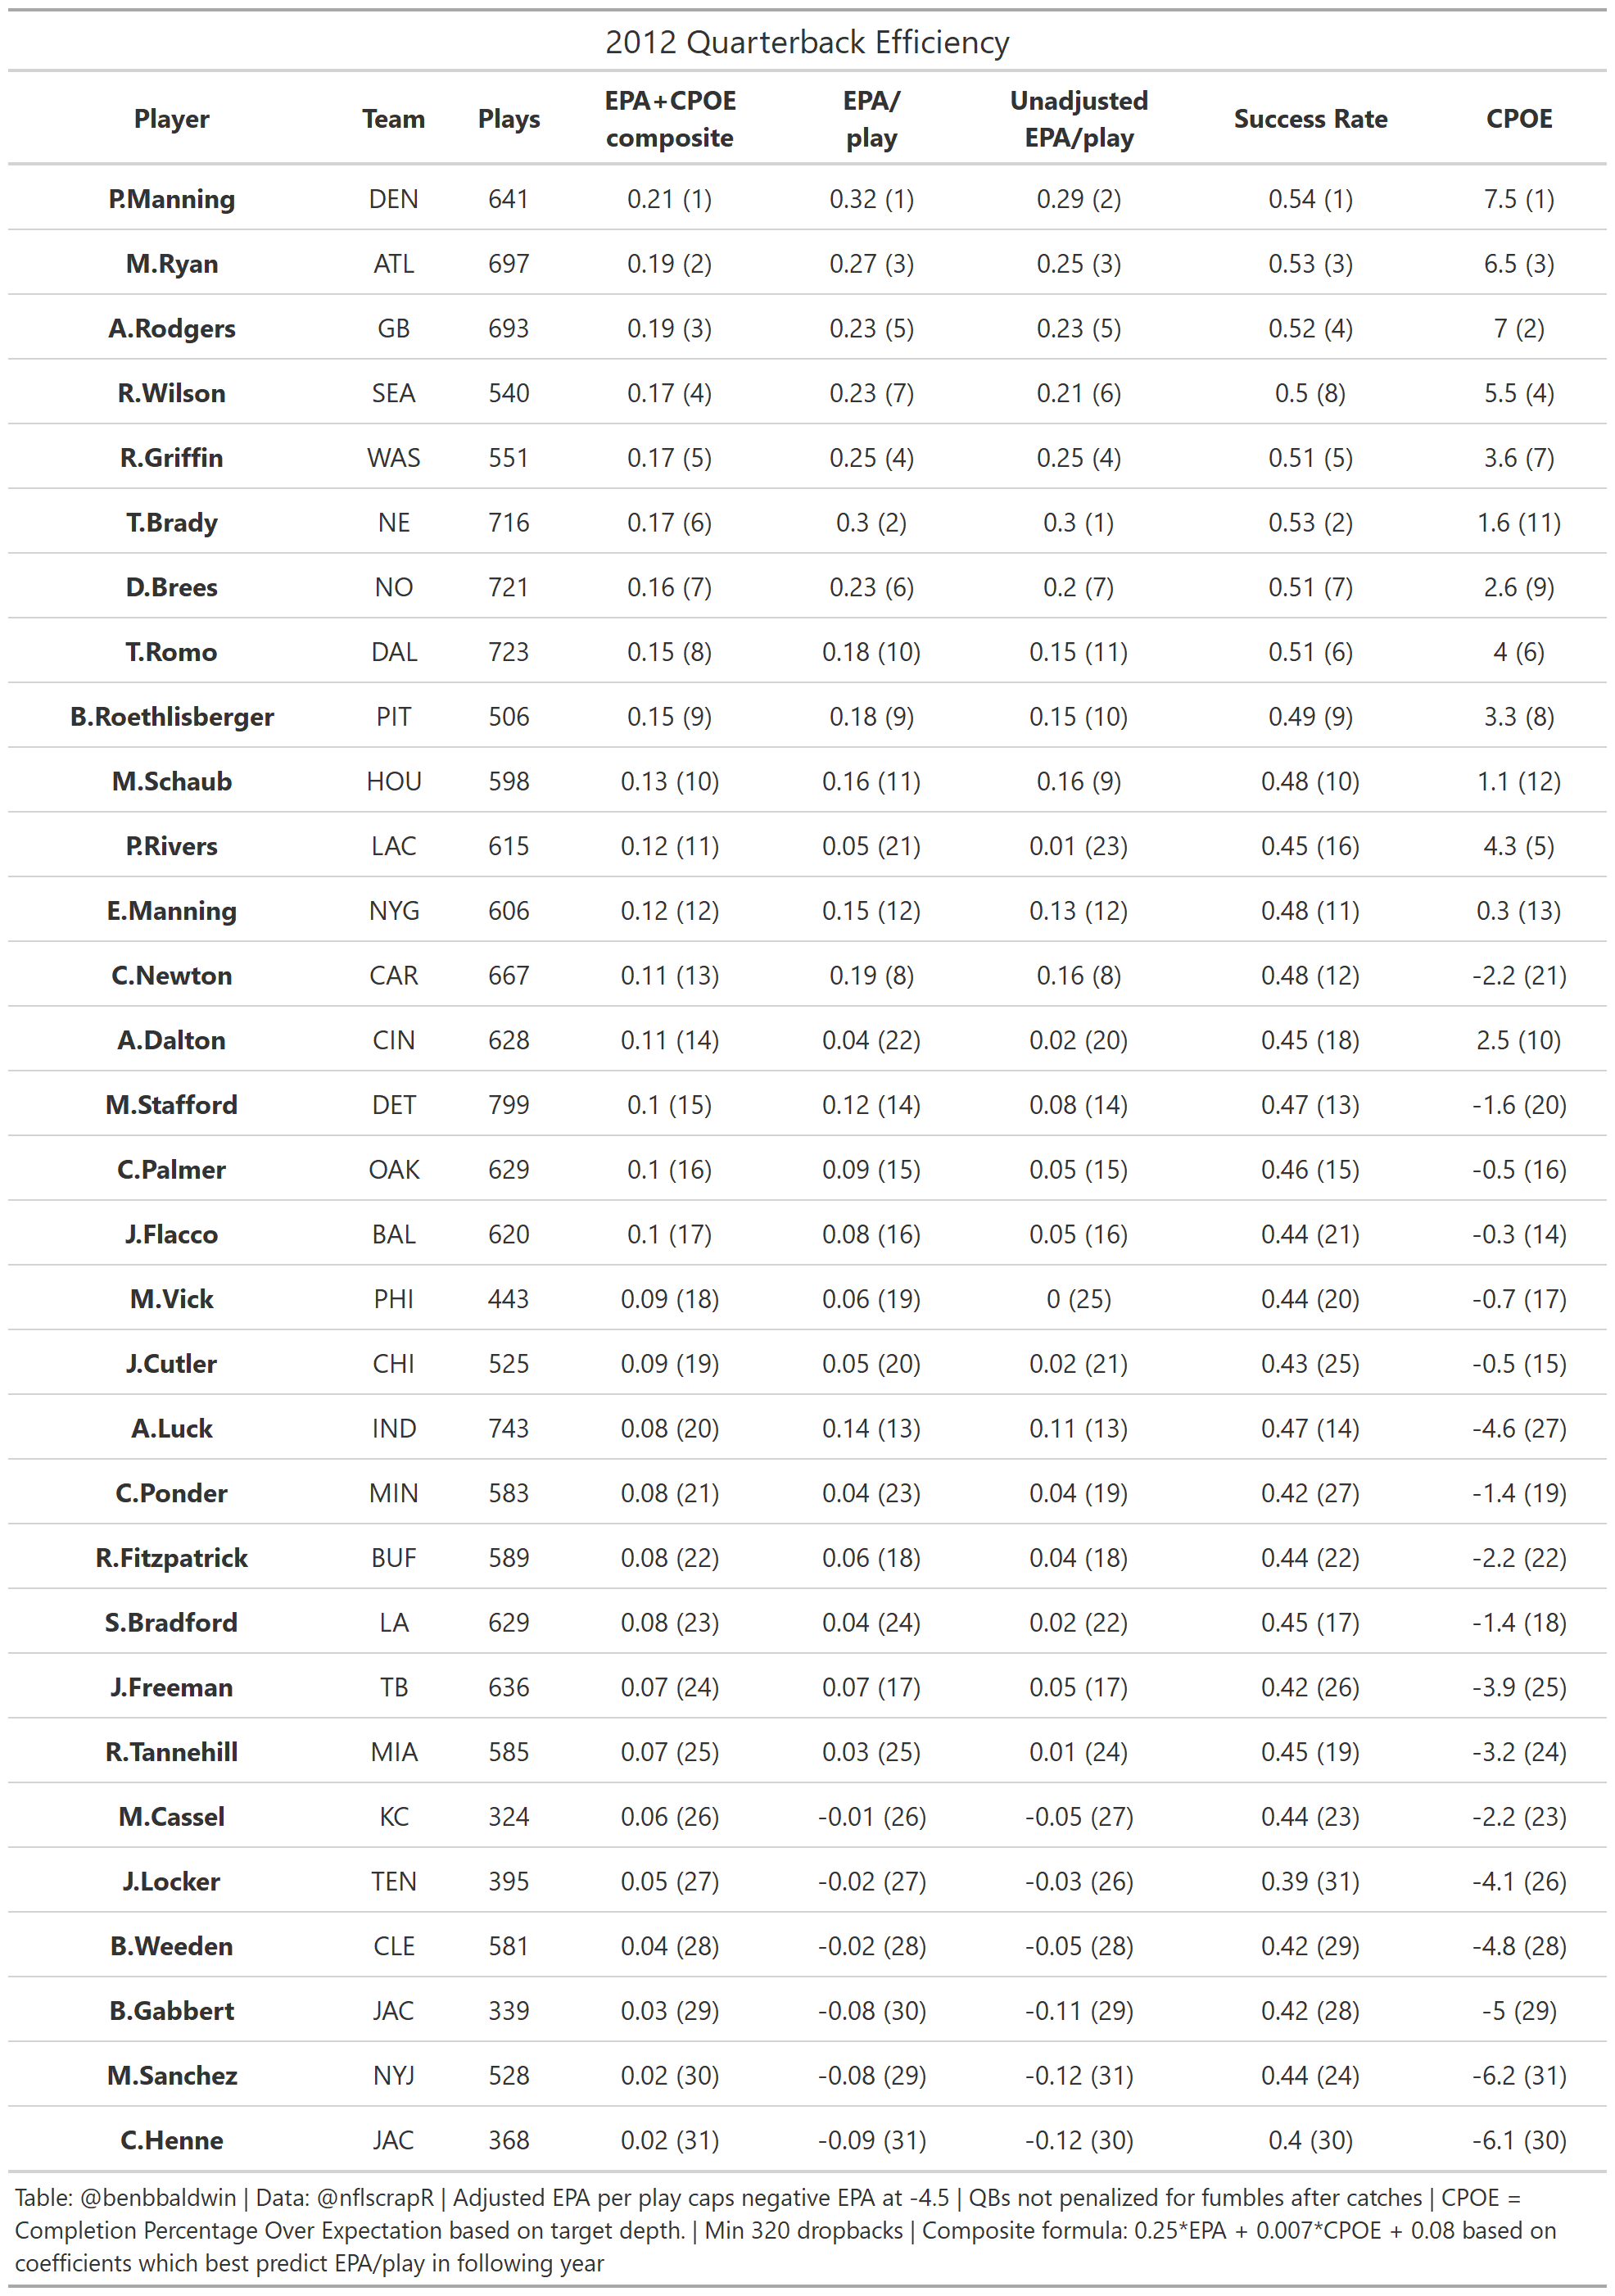 2012 Quarterback Efficiency
Player Team Plays EPA+CPOE composite EPA/ play Unadjusted EPA/play Success Rate CPOE
P.Manning DEN 641 0.21 (1) 0.32 (1) 0.29 (2) 0.54 (1) 7.5 (1)
M.Ryan ATL 697 0.19 (2) 0.27 (3) 0.25 (3) 0.53 (3) 6.5 (3)
A.Rodgers GB 693 0.19 (3) 0.23 (5) 0.23 (5) 0.52 (4) 7 (2)
R.Wilson SEA 540 0.17 (4) 0.23 (7) 0.21 (6) 0.5 (8) 5.5 (4)
R.Griffin WAS 551 0.17 (5) 0.25 (4) 0.25 (4) 0.51 (5) 3.6 (7)
T.Brady NE 716 0.17 (6) 0.3 (2) 0.3 (1) 0.53 (2) 1.6 (11)
D.Brees NO 721 0.16 (7) 0.23 (6) 0.2 (7) 0.51 (7) 2.6 (9)
T.Romo DAL 723 0.15 (8) 0.18 (10) 0.15 (11) 0.51 (6) 4 (6)
B.Roethlisberger PIT 506 0.15 (9) 0.18 (9) 0.15 (10) 0.49 (9) 3.3 (8)
M.Schaub HOU 598 0.13 (10) 0.16 (11) 0.16 (9) 0.48 (10) 1.1 (12)
P.Rivers LAC 615 0.12 (11) 0.05 (21) 0.01 (23) 0.45 (16) 4.3 (5)
E.Manning NYG 606 0.12 (12) 0.15 (12) 0.13 (12) 0.48 (11) 0.3 (13)
C.Newton CAR 667 0.11 (13) 0.19 (8) 0.16 (8) 0.48 (12) -2.2 (21)
A.Dalton CIN 628 0.11 (14) 0.04 (22) 0.02 (20) 0.45 (18) 2.5 (10)
M.Stafford DET 799 0.1 (15) 0.12 (14) 0.08 (14) 0.47 (13) -1.6 (20)
C.Palmer OAK 629 0.1 (16) 0.09 (15) 0.05 (15) 0.46 (15) -0.5 (16)
J.Flacco BAL 620 0.1 (17) 0.08 (16) 0.05 (16) 0.44 (21) -0.3 (14)
M.Vick PHI 443 0.09 (18) 0.06 (19) 0 (25) 0.44 (20) -0.7 (17)
J.Cutler CHI 525 0.09 (19) 0.05 (20) 0.02 (21) 0.43 (25) -0.5 (15)
A.Luck IND 743 0.08 (20) 0.14 (13) 0.11 (13) 0.47 (14) -4.6 (27)
C.Ponder MIN 583 0.08 (21) 0.04 (23) 0.04 (19) 0.42 (27) -1.4 (19)
R.Fitzpatrick BUF 589 0.08 (22) 0.06 (18) 0.04 (18) 0.44 (22) -2.2 (22)
S.Bradford LA 629 0.08 (23) 0.04 (24) 0.02 (22) 0.45 (17) -1.4 (18)
J.Freeman TB 636 0.07 (24) 0.07 (17) 0.05 (17) 0.42 (26) -3.9 (25)
R.Tannehill MIA 585 0.07 (25) 0.03 (25) 0.01 (24) 0.45 (19) -3.2 (24)
M.Cassel KC 324 0.06 (26) -0.01 (26) -0.05 (27) 0.44 (23) -2.2 (23)
J.Locker TEN 395 0.05 (27) -0.02 (27) -0.03 (26) 0.39 (31) -4.1 (26)
B.Weeden CLE 581 0.04 (28) -0.02 (28) -0.05 (28) 0.42 (29) -4.8 (28)
B.Gabbert JAC 339 0.03 (29) -0.08 (30) -0.11 (29) 0.42 (28) -5 (29)
M.Sanchez NYJ 528 0.02 (30) -0.08 (29) -0.12 (31) 0.44 (24) -6.2 (31)
C.Henne JAC 368 0.02 (31) -0.09 (31) -0.12 (30) 0.4 (30) -6.1 (30)
Table: @benbbaldwin | Data: @nflscrapR | Adjusted EPA per play caps negative EPA at -4.5 | QBs not penalized for fumbles after catches | CPOE =
Completion Percentage Over Expectation based on target depth. | Min 320 dropbacks | Composite formula: 0.25*EPA + 0.007*CPOE + 0.08 based on
coefficients which best predict EPA/play in following year